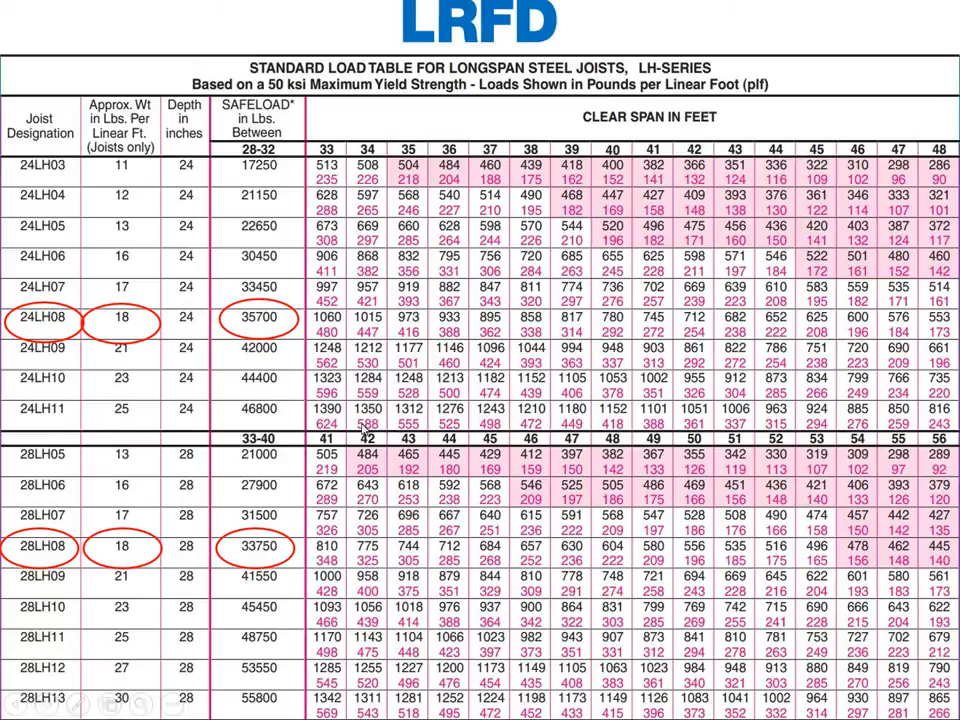 LRFD
STANDARD LOAD TABLE FOR LONGSPAN STEEL JOISTS, LH-SERIES
Based on a 50 ksi Maximum Yield Strength - Loads Shown in Pounds per Linear Foot (plf)
Joist Designation Approx. Wt in Lbs. Per Linear Ft. (Joists only) Depth in inches SAFELOAD* in Lbs. Between CLEAR SPAN IN FEET
28-32 33 34 35 36 37 38 39 40 41 42 43 44 45 46 47 48
24LH03 11 24 17250 513 508 504 484 460 439 418 400 382 366 351 336 322 310 298 286
235 226 218 204 188 175 162 152 141 132 124 116 109 102 96 90
24LH04 12 24 21150 628 597 568 540 514 490 468 447 427 409 393 376 361 346 333 321
288 265 246 227 210 195 182 169 158 148 138 130 122 114 107 101
24LH05 13 24 22650 673 669 660 628 598 570 544 520 496 475 456 436 420 403 387 372
308 297 285 264 244 226 210 196 182 171 160 150 141 132 124 117
24LH06 16 24 30450 906 868 832 795 756 720 685 655 625 598 571 546 522 501 480 460
411 382 356 331 306 284 263 245 228 211 197 184 172 161 152 142
24LH07 17 24 33450 997 957 919 882 847 811 774 736 702 669 639 610 583 559 535 514
452 421 393 367 343 320 297 276 257 239 223 208 195 182 171 161
24LH08 18 24 35700 1060 1015 973 933 895 858 817 780 745 712 682 652 625 600 576 553
480 447 416 388 362 338 314 292 272 254 238 222 208 196 184 173
24LH09 21 24 42000 1248 1212 1177 1146 1096 1044 994 948 903 861 822 786 751 720 690 661
562 530 501 460 424 393 363 337 313 292 272 254 238 223 209 196
24LH10 23 24 44400 1323 1284 1248 1213 1182 1152 1105 1053 1002 955 912 873 834 799 766 735
596 559 528 500 474 439 406 378 351 326 304 285 266 249 234 220
24LH11 25 24 46800 1390 1350 1312 1276 1243 1210 1180 1152 1101 1051 1006 963 924 885 850 816
624 588 555 525 498 472 449 418 388 361 337 315 294 276 259 243
33-40 41 42 43 44 45 46 47 48 49 50 51 52 53 54 55 56
28LH05 13 28 21000 505 484 465 445 429 412 397 382 367 355 342 330 319 309 298 289
219 205 192 180 169 159 150 142 133 126 119 113 107 102 97 92
28LH06 16 28 27900 672 643 618 592 568 546 525 505 486 469 451 436 421 406 393 379
289 270 253 238 223 209 197 186 175 166 156 148 140 133 126 120
28LH07 17 28 31500 757 726 696 667 640 615 591 568 547 528 508 490 474 457 442 427
326 305 285 267 251 236 222 209 197 186 176 166 158 150 142 135
28LH08 18 28 33750 810 775 744 712 684 657 630 604 580 556 535 516 496 478 462 445
348 325 305 285 268 252 236 222 209 196 185 175 165 156 148 140
28LH09 21 28 41550 1000 958 918 879 844 810 778 748 721 694 669 645 622 601 580 561
428 400 375 351 329 309 291 274 258 243 228 216 204 193 183 173
28LH10 23 28 45450 1093 1056 1018 976 937 900 864 831 799 769 742 715 690 666 643 622
466 439 414 388 364 342 322 303 285 269 255 241 228 215 204 193
28LH11 25 28 48750 1170 1143 1104 1066 1023 982 943 907 873 841 810 781 753 727 702 679
498 475 448 423 397 373 351 331 312 294 278 263 249 236 223 212
28LH12 27 28 53550 1285 1255 1227 1200 1173 1149 1105 1063 1023 984 948 913 880 849 819 790
545 520 496 476 454 435 408 383 361 340 321 303 285 270 256 243
28LH13 30 28 55800 1342 1311 1281 1252 1224 1198 1173 1149 1126 1083 1041 1002 964 930 897 865
569 543 518 495 472 452 433 415 396 373 352 332 314 297 281 266